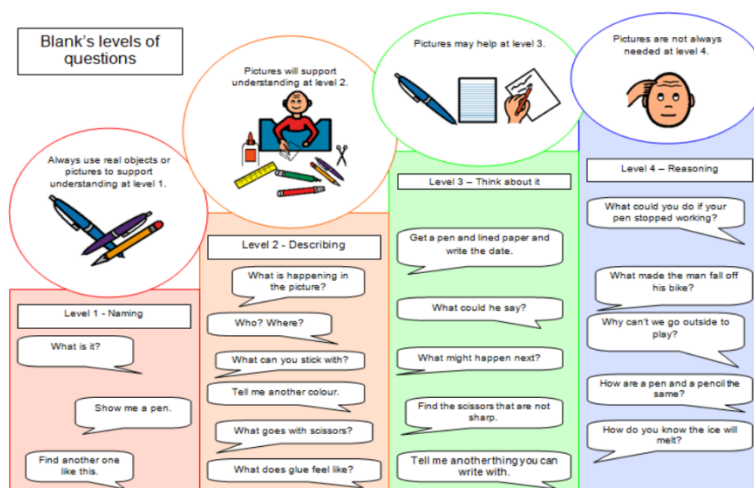 Blank's levels of
questions
Always use real objects or
pictures to support
understanding at level 1.
Level 1 - Naming
What is it?
Show me a pen.
Find another one
like this.
Pictures will support
understanding at level 2.
Level 2 - Describing
What is happening in
the picture?
Who? Where?
What can you stick with?
Tell me another colour.
What goes with scissors?
What does glue feel like?
Pictures may help at level 3.
Level 3 – Think about it
Get a pen and lined paper and
write the date.
What could he say?
What might happen next?
Find the scissors that are not
sharp.
Tell me another thing you can
write with.
Pictures are not always
needed at level 4.
Level 4 – Reasoning
What could you do if your
pen stopped working?
What made the man fall off
his bike?
Why can't we go outside to
play?
How are a pen and a pencil the
same?
How do you know the ice will
melt?